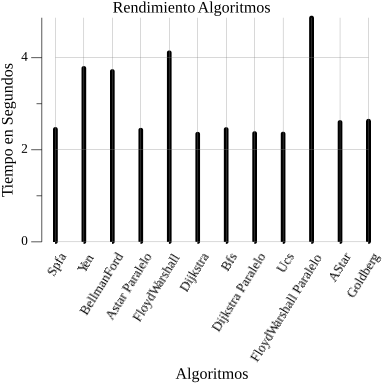 Rendimiento Algoritmos
Tiempo en Segundos
4
2
0
Spfa
Yen
BellmanFord
Astar Paralelo
FloydWarshall
Dijkstra
Bfs
Dijkstra Paralelo
Ucs
FloydWarshall Paralelo
AStar
Goldberg
Algoritmos